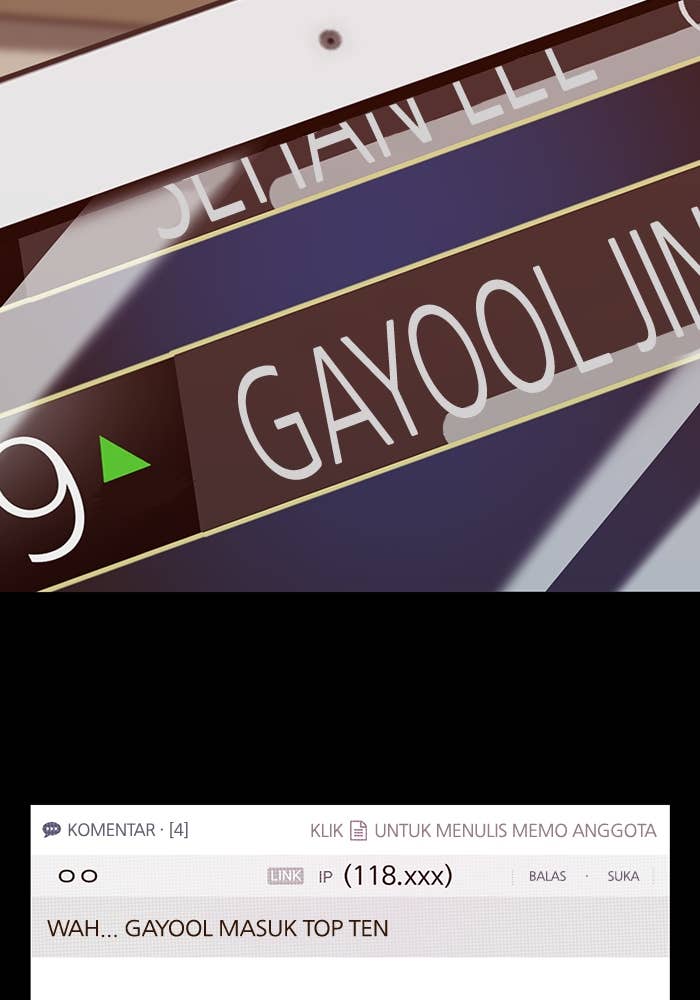 SEHAN LEE
9 GAYOOL JIN
KOMENTAR · [4] KLIK UNTUK MENULIS MEMO ANGGOTA
OO LINK IP (118.xxx) BALAS · SUKA
WAH... GAYOOL MASUK TOP TEN